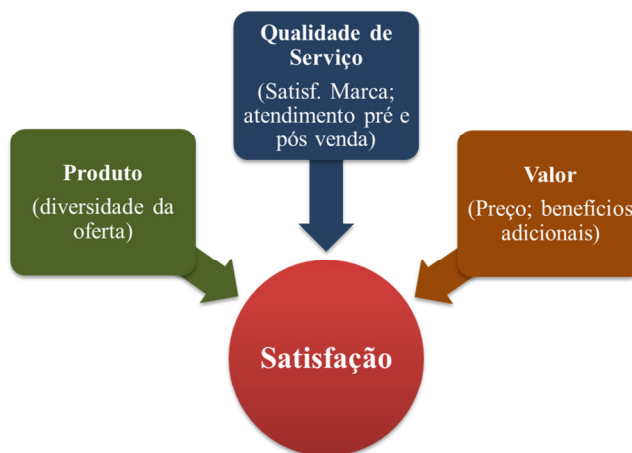 Qualidade de
Serviço
(Satisf. Marca;
atendimento pré e
pós venda)
Produto
(diversidade da
oferta)
Valor
(Preço; benefícios
adicionais)
Satisfação